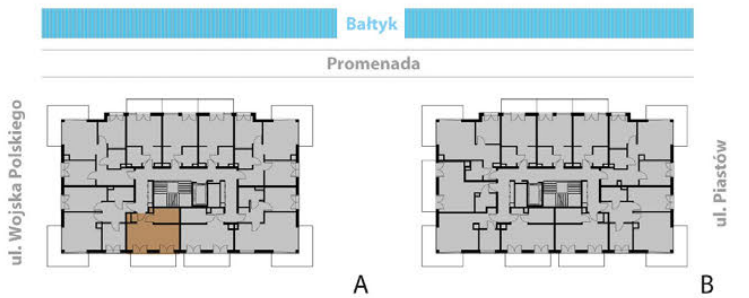 Bałtyk
Promenada
ul. Wojska Polskiego
ul. Piastów
A
B